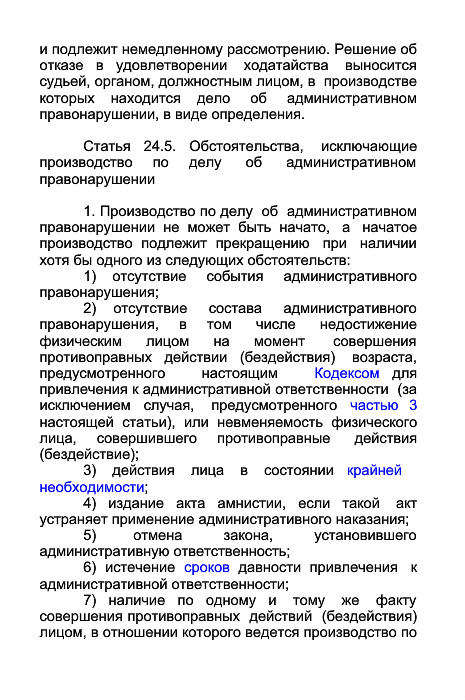 и подлежит немедленному рассмотрению. Решение об
отказе в удовлетворении ходатайства выносится
судьей, органом, должностным лицом, в производстве
которых находится дело об административном
правонарушении, в виде определения.
Статья 24.5. Обстоятельства, исключающие
производство по делу об административном
правонарушении
1. Производство по делу об административном
правонарушении не может быть начато, а начатое
производство подлежит прекращению при наличии
хотя бы одного из следующих обстоятельств:
1) отсутствие события административного
правонарушения;
2) отсутствие состава административного
правонарушения, в том числе недостижение
физическим лицом на момент совершения
противоправных действии (бездействия) возраста,
предусмотренного настоящим Кодексом для
привлечения к административной ответственности (за
исключением случая, предусмотренного частью 3
настоящей статьи), или невменяемость физического
лица, совершившего противоправные действия
(бездействие);
3) действия лица в состоянии крайней
необходимости;
4) издание акта амнистии, если такой акт
устраняет применение административного наказания;
5) отмена закона, установившего
административную ответственность;
6) истечение сроков давности привлечения к
административной ответственности;
7) наличие по одному и тому же факту
совершения противоправных действий (бездействия)
лицом, в отношении которого ведется производство по